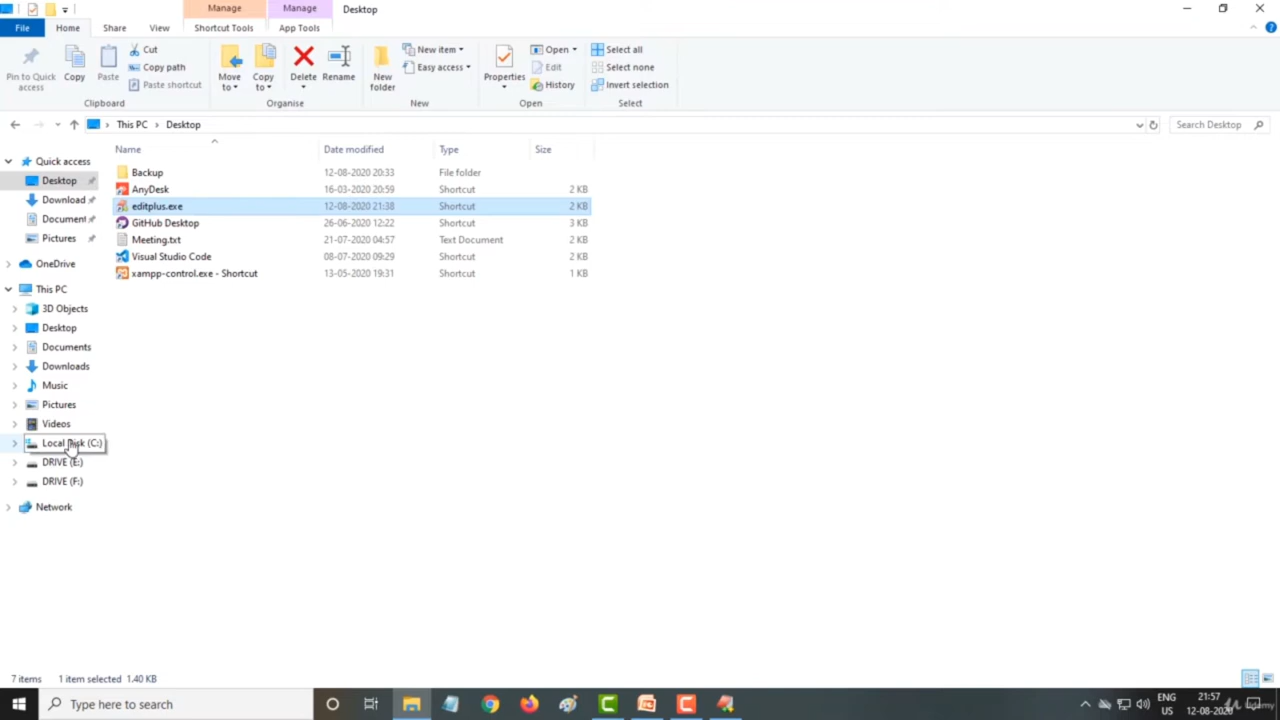 Manage Manage Desktop
File Home Share View Shortcut Tools App Tools
Pin to Quick access
Copy
Paste
Cut
Copy path
Paste shortcut
Clipboard
Move to
Copy to
Delete
Rename
Organise
New folder
New item
Easy access
New
Properties
Open
Edit
History
Open
Select all
Select none
Invert selection
Select
This PC > Desktop
Search Desktop
Quick access
Desktop
Download
Document
Pictures
OneDrive
This PC
3D Objects
Desktop
Documents
Downloads
Music
Pictures
Videos
Local Disk (C:)
DRIVE (E:)
DRIVE (F:)
Network
Name Date modified Type Size
Backup 12-08-2020 20:33 File folder
AnyDesk 16-03-2020 20:59 Shortcut 2 KB
editplus.exe 12-08-2020 21:38 Shortcut 2 KB
GitHub Desktop 26-06-2020 12:22 Shortcut 3 KB
Meeting.txt 21-07-2020 04:57 Text Document 2 KB
Visual Studio Code 08-07-2020 09:29 Shortcut 2 KB
xampp-control.exe - Shortcut 13-05-2020 19:31 Shortcut 1 KB
7 items 1 item selected 1.40 KB
Type here to search
ENG
US
21:57
12-08-2020
Udemy